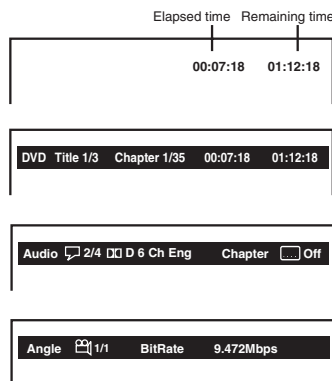 Elapsed time Remaining time
00:07:18 01:12:18
DVD Title 1/3 Chapter 1/35 00:07:18 01:12:18
Audio 2/4 DD D 6 Ch Eng Chapter .... Off
Angle 1/1 BitRate 9.472Mbps